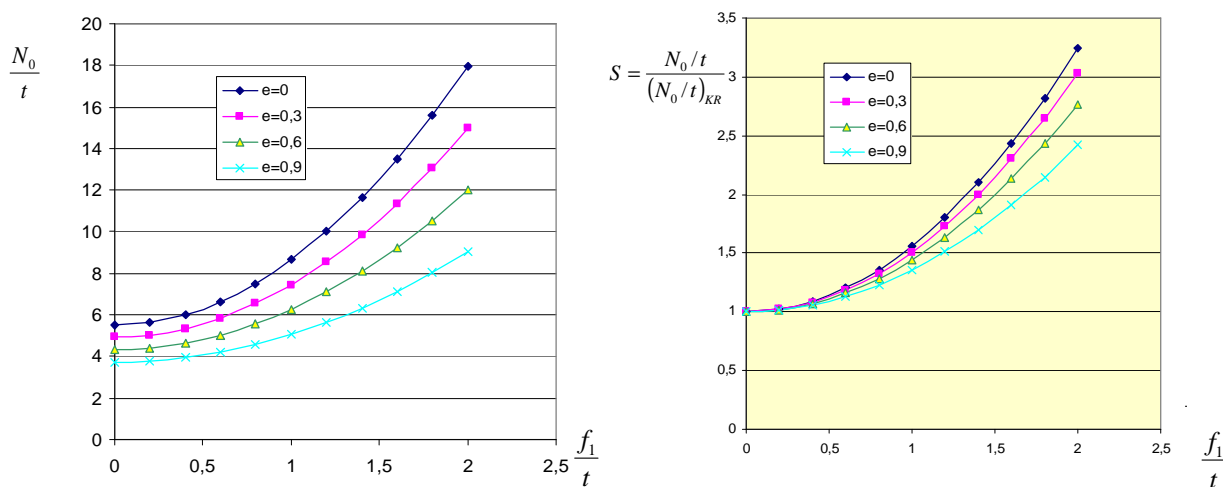 N₀/t
20
18
16
14
12
10
8
6
4
2
0
e=0
e=0,3
e=0,6
e=0,9
0 0,5 1 1,5 2 2,5
f₁/t
S = N₀/t / (N₀/t)_KR
3,5
3
2,5
2
1,5
1
0,5
0
e=0
e=0,3
e=0,6
e=0,9
0 0,5 1 1,5 2 2,5
f₁/t
.